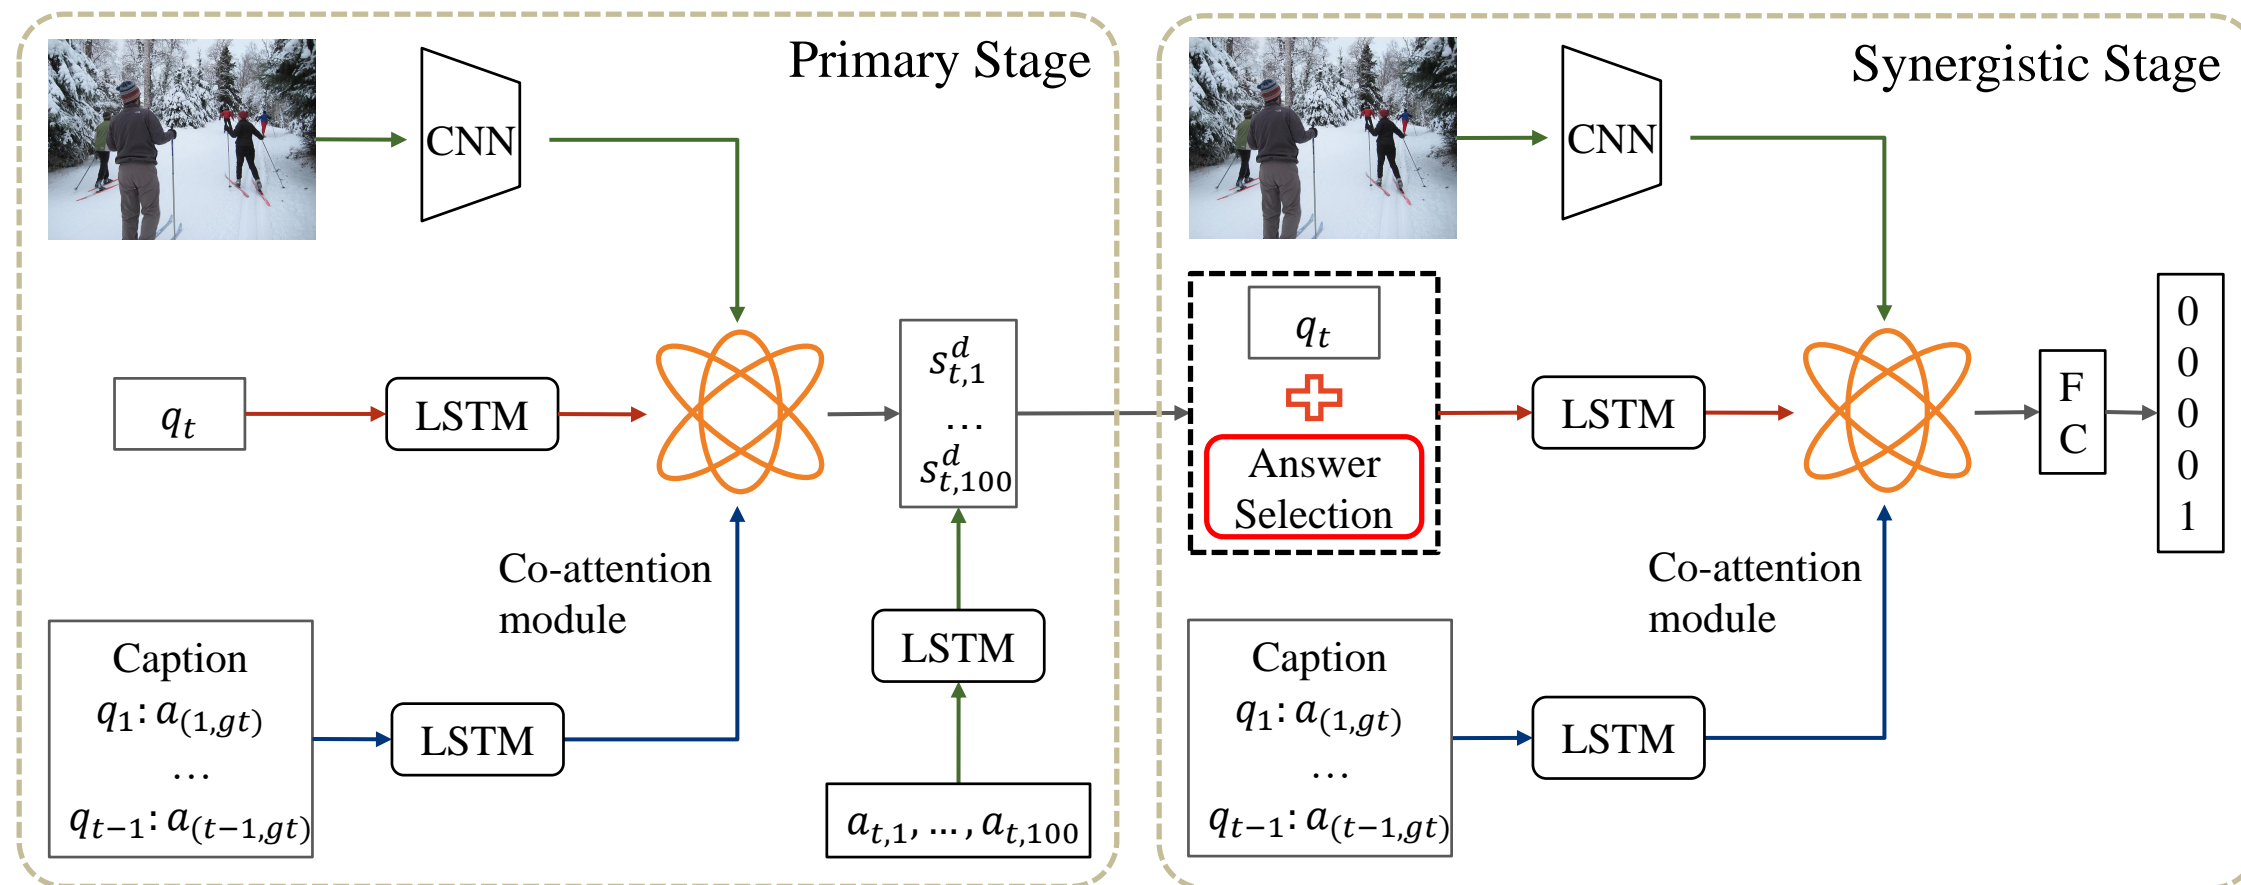 Primary Stage
CNN
q_t
LSTM
s^d_{t,1}
...
s^d_{t,100}
Co-attention
module
LSTM
Caption
q_1: a_{(1,gt)}
...
q_{t−1}: a_{(t−1,gt)}
LSTM
a_{t,1}, ..., a_{t,100}
Synergistic Stage
CNN
q_t
Answer
Selection
LSTM
F
C
0
0
0
0
1
Co-attention
module
Caption
q_1: a_{(1,gt)}
...
q_{t−1}: a_{(t−1,gt)}
LSTM